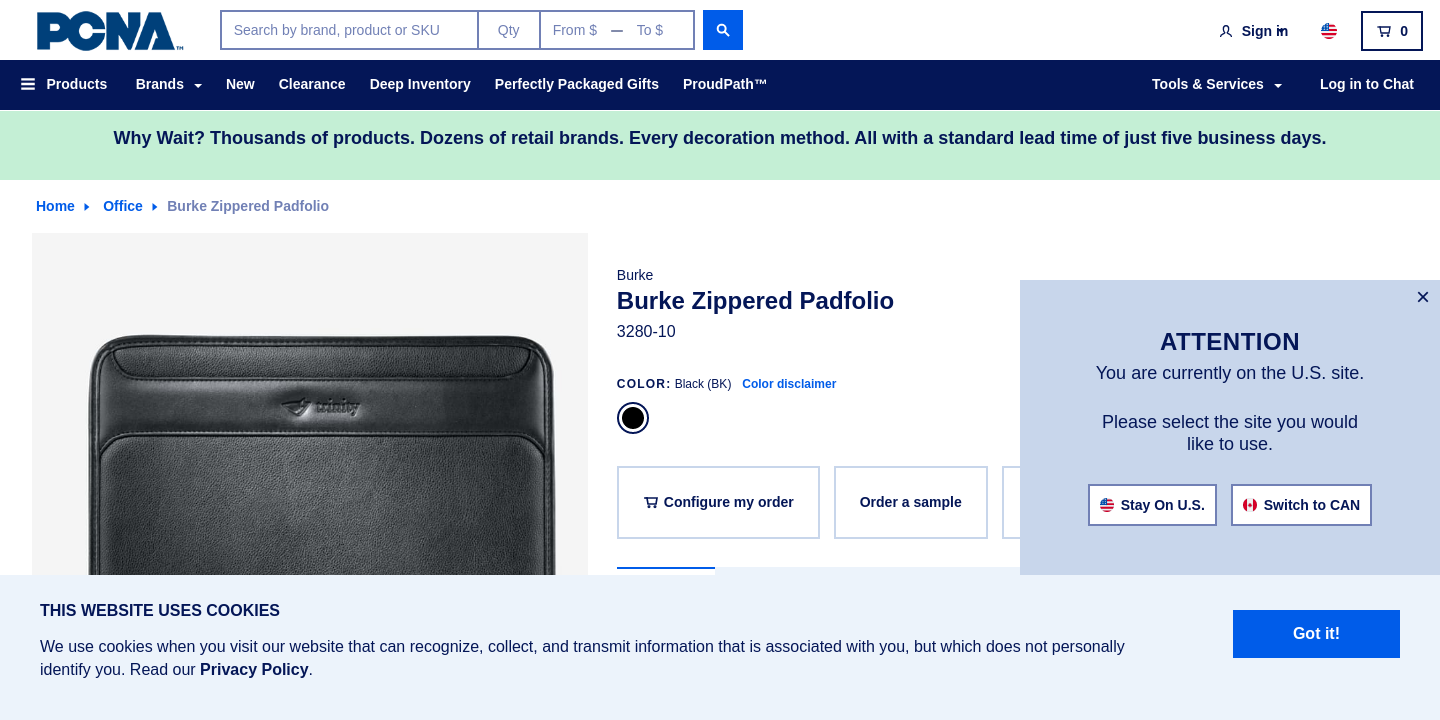 PCNA™
Search by brand, product or SKU Qty From $ — To $
Sign in
0
Products Brands New Clearance Deep Inventory Perfectly Packaged Gifts ProudPath™ Tools & Services Log in to Chat
Why Wait? Thousands of products. Dozens of retail brands. Every decoration method. All with a standard lead time of just five business days.
Home Office Burke Zippered Padfolio
trinity
Burke
Burke Zippered Padfolio
3280-10
COLOR: Black (BK) Color disclaimer
Configure my order Order a sample
×
ATTENTION
You are currently on the U.S. site.
Please select the site you would
like to use.
Stay On U.S. Switch to CAN
THIS WEBSITE USES COOKIES
We use cookies when you visit our website that can recognize, collect, and transmit information that is associated with you, but which does not personally
identify you. Read our Privacy Policy.
Got it!